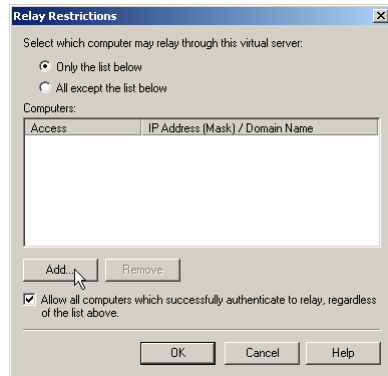 Relay Restrictions
Select which computer may relay through this virtual server:
Only the list below
All except the list below
Computers:
Access IP Address (Mask) / Domain Name
Add... Remove
Allow all computers which successfully authenticate to relay, regardless
of the list above.
OK Cancel Help